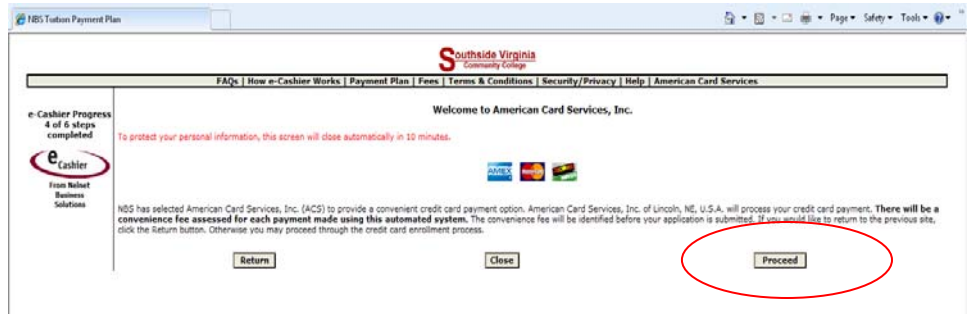 NBS Tuition Payment Plan
Page Safety Tools
Southside Virginia
Community College
FAQs | How e-Cashier Works | Payment Plan | Fees | Terms & Conditions | Security/Privacy | Help | American Card Services
e-Cashier Progress
4 of 6 steps
completed
e Cashier
From Nelnet
Business
Solutions
Welcome to American Card Services, Inc.
To protect your personal information, this screen will close automatically in 10 minutes.
AMEX MasterCard
NBS has selected American Card Services, Inc. (ACS) to provide a convenient credit card payment option. American Card Services, Inc. of Lincoln, NE, U.S.A. will process your credit card payment. There will be a
convenience fee assessed for each payment made using this automated system. The convenience fee will be identified before your application is submitted. If you would like to return to the previous site,
click the Return button. Otherwise you may proceed through the credit card enrollment process.
Return Close Proceed